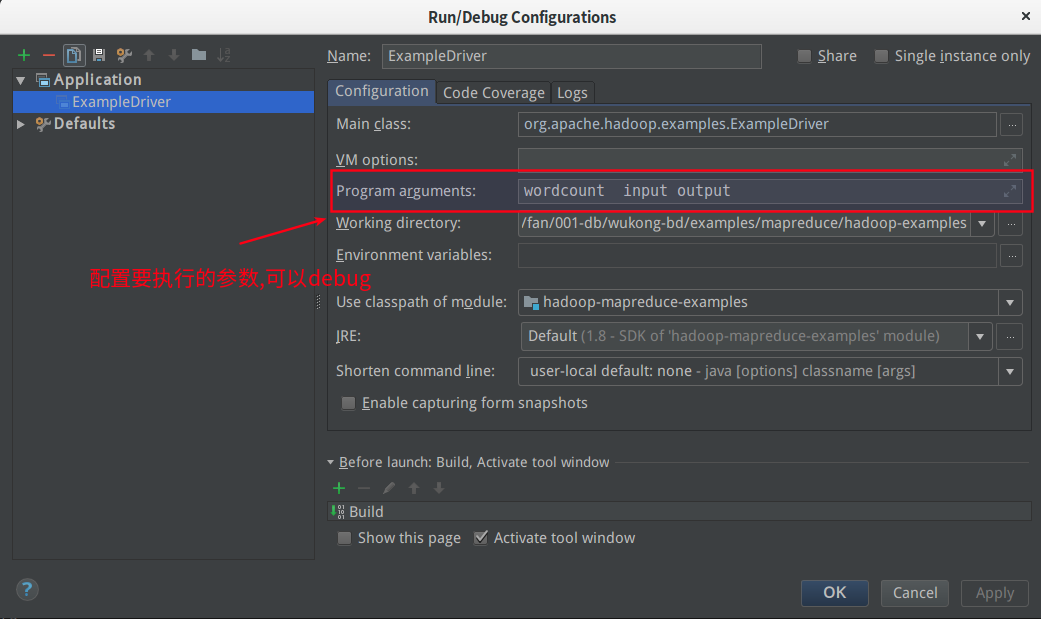 Run/Debug Configurations
Name: ExampleDriver Share Single instance only
Application
ExampleDriver
Defaults
Configuration Code Coverage Logs
Main class: org.apache.hadoop.examples.ExampleDriver ...
VM options:
Program arguments: wordcount  input output
Working directory: /fan/001-db/wukong-bd/examples/mapreduce/hadoop-examples ...
Environment variables: ...
配置要执行的参数,可以debug
Use classpath of module: hadoop-mapreduce-examples
JRE: Default (1.8 - SDK of 'hadoop-mapreduce-examples' module) ...
Shorten command line: user-local default: none - java [options] classname [args]
Enable capturing form snapshots
Before launch: Build, Activate tool window
Build
Show this page Activate tool window
? OK Cancel Apply